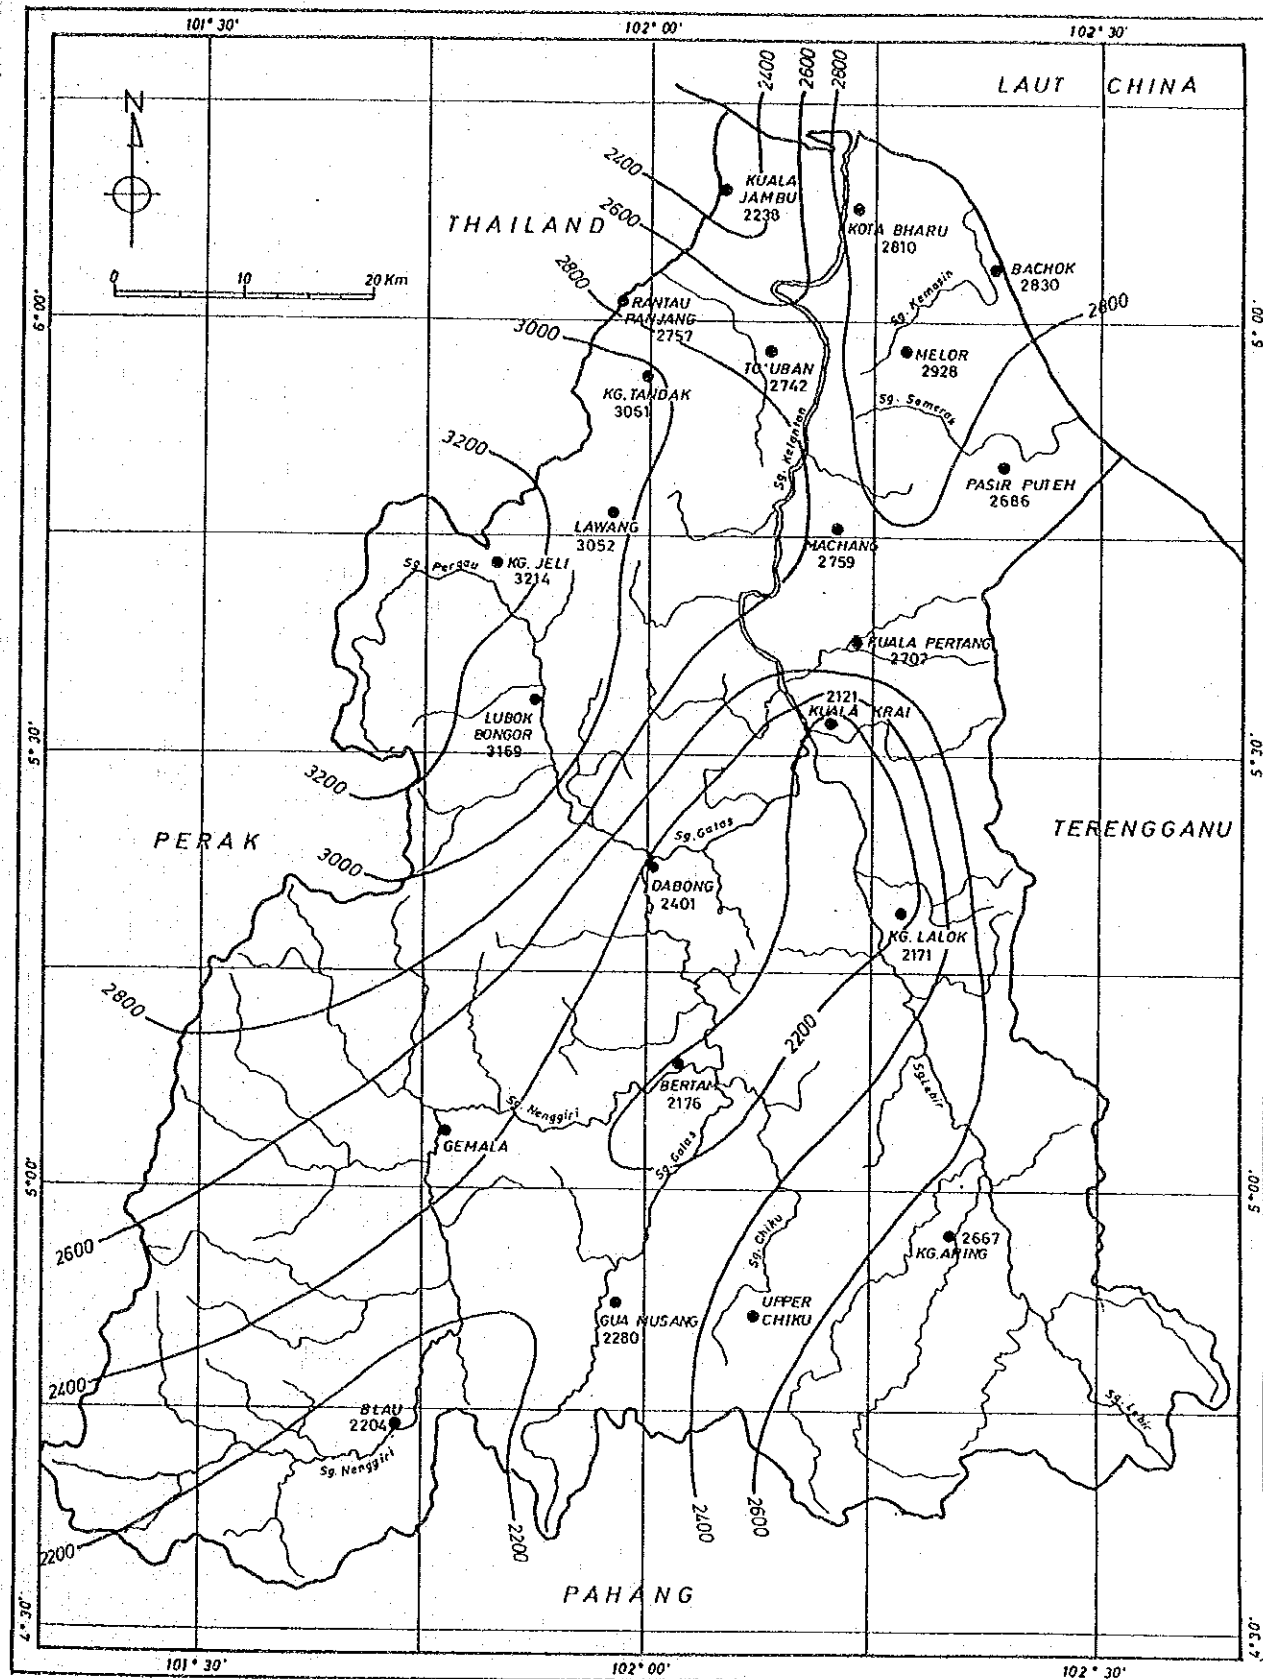 101° 30'
102° 00'
102° 30'
LAUT CHINA
2400
2600
2800
N
2400
KUALA
JAMBU
2238
THAILAND
2600
KOTA BHARU
2810
0
10
20 Km
2800
BACHOK
2830
Sg. Kemasin
RANTAU
PANJANG
2757
6° 00'
6° 00'
2800
3000
TO'UBAN
2742
MELOR
2928
KG. TANDAK
3051
Sg. Semerak
3200
Sg. Kelantan
PASIR PUTEH
2686
LAWANG
3052
MACHANG
2759
Sg. Pergau
KG. JELI
3214
KUALA PERTANG
2702
2121
KUALA KRAI
LUBOK
BONGOR
3169
5° 30'
5° 30'
3200
PERAK
Sg. Galas
TERENGGANU
3000
DABONG
2401
KG. LALOK
2171
2800
2200
BERTAM
2176
Sg. Lebir
Sg. Nenggiri
GEMALA
Sg. Galas
5° 00'
5° 00'
2600
Sg. Chiku
2667
KG. ARING
GUA MUSANG
2280
UPPER
CHIKU
2400
BLAU
2204
Sg. Lebir
Sg. Nenggiri
2200
2200
2400
2600
PAHANG
4° 30'
4° 30'
101° 30'
102° 00'
102° 30'